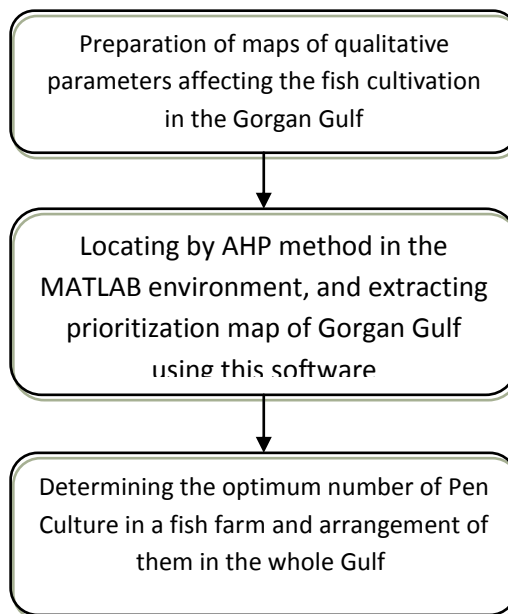 Preparation of maps of qualitative
parameters affecting the fish cultivation
in the Gorgan Gulf
Locating by AHP method in the
MATLAB environment, and extracting
prioritization map of Gorgan Gulf
using this software
Determining the optimum number of Pen
Culture in a fish farm and arrangement of
them in the whole Gulf